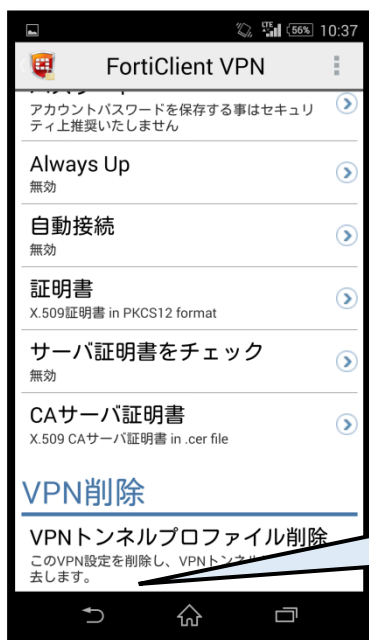 LTE 56% 10:37
FortiClient VPN
アカウントパスワードを保存する事はセキュリ
ティ上推奨いたしません
Always Up
無効
自動接続
無効
証明書
X.509証明書 in PKCS12 format
サーバ証明書をチェック
無効
CAサーバ証明書
X.509 CAサーバ証明書 in .cer file
VPN削除
VPNトンネルプロファイル削除
このVPN設定を削除し、VPNトンネル
去します。